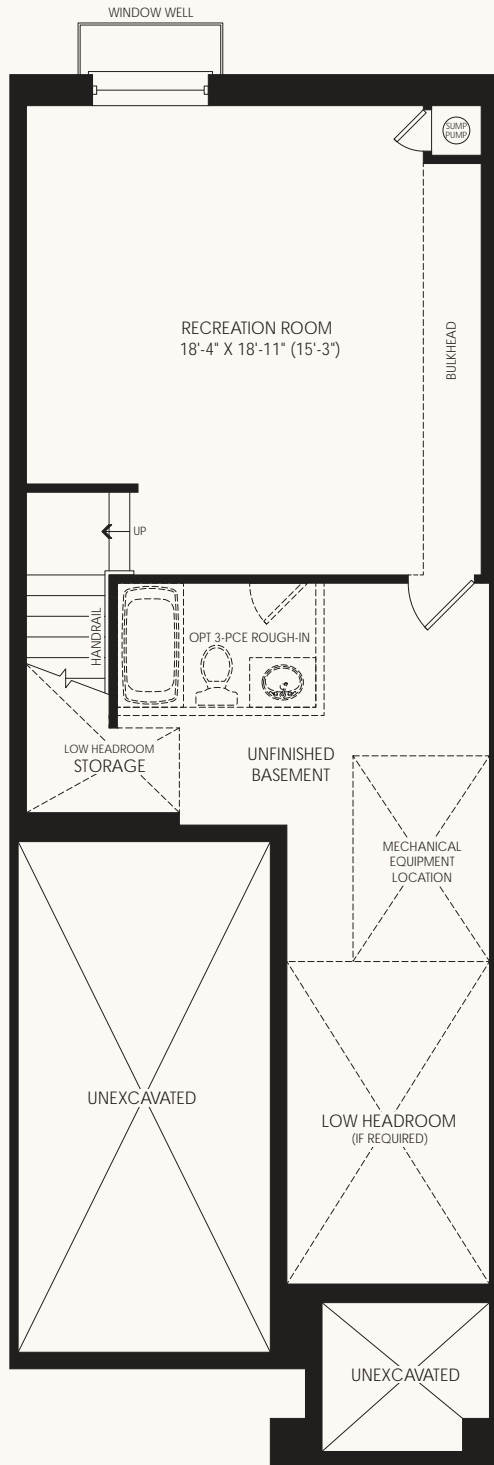 WINDOW WELL
SUMP
PUMP
RECREATION ROOM
18'-4" X 18'-11" (15'-3")
BULKHEAD
UP
HANDRAIL
OPT 3-PCE ROUGH-IN
LOW HEADROOM
STORAGE
UNFINISHED
BASEMENT
MECHANICAL
EQUIPMENT
LOCATION
UNEXCAVATED
LOW HEADROOM
(IF REQUIRED)
UNEXCAVATED